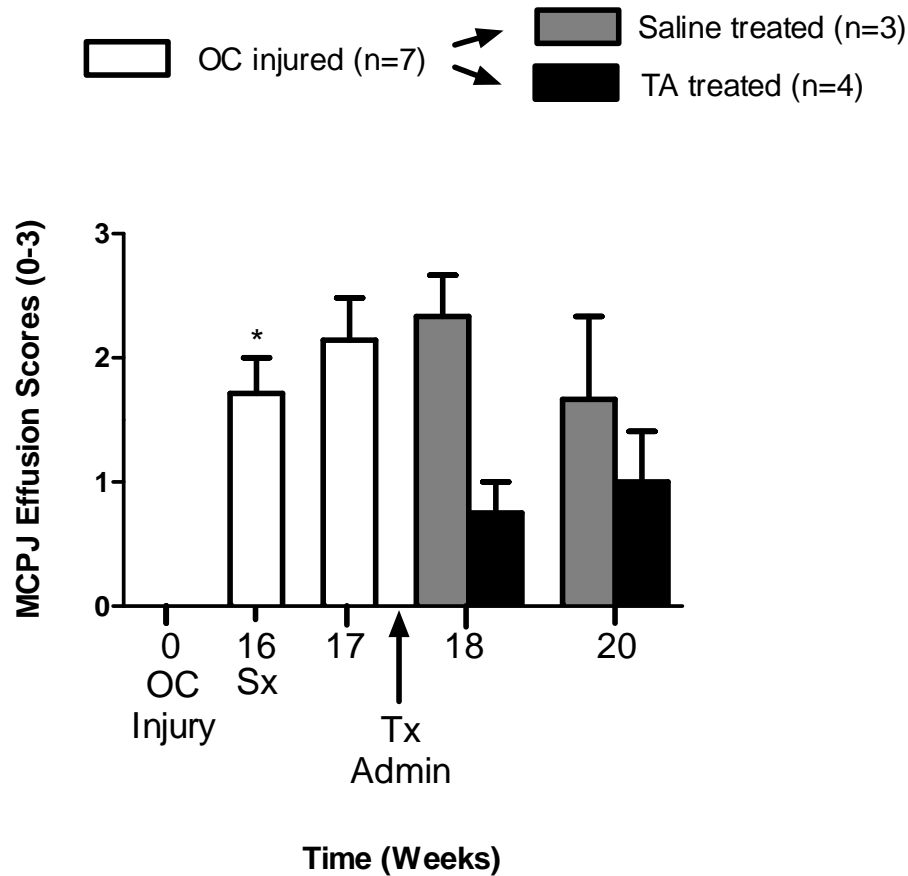 OC injured (n=7)
Saline treated (n=3)
TA treated (n=4)
MCPJ Effusion Scores (0-3)
3
2
1
0
*
0
OC
Injury
16
Sx
17
Tx
Admin
18
20
Time (Weeks)